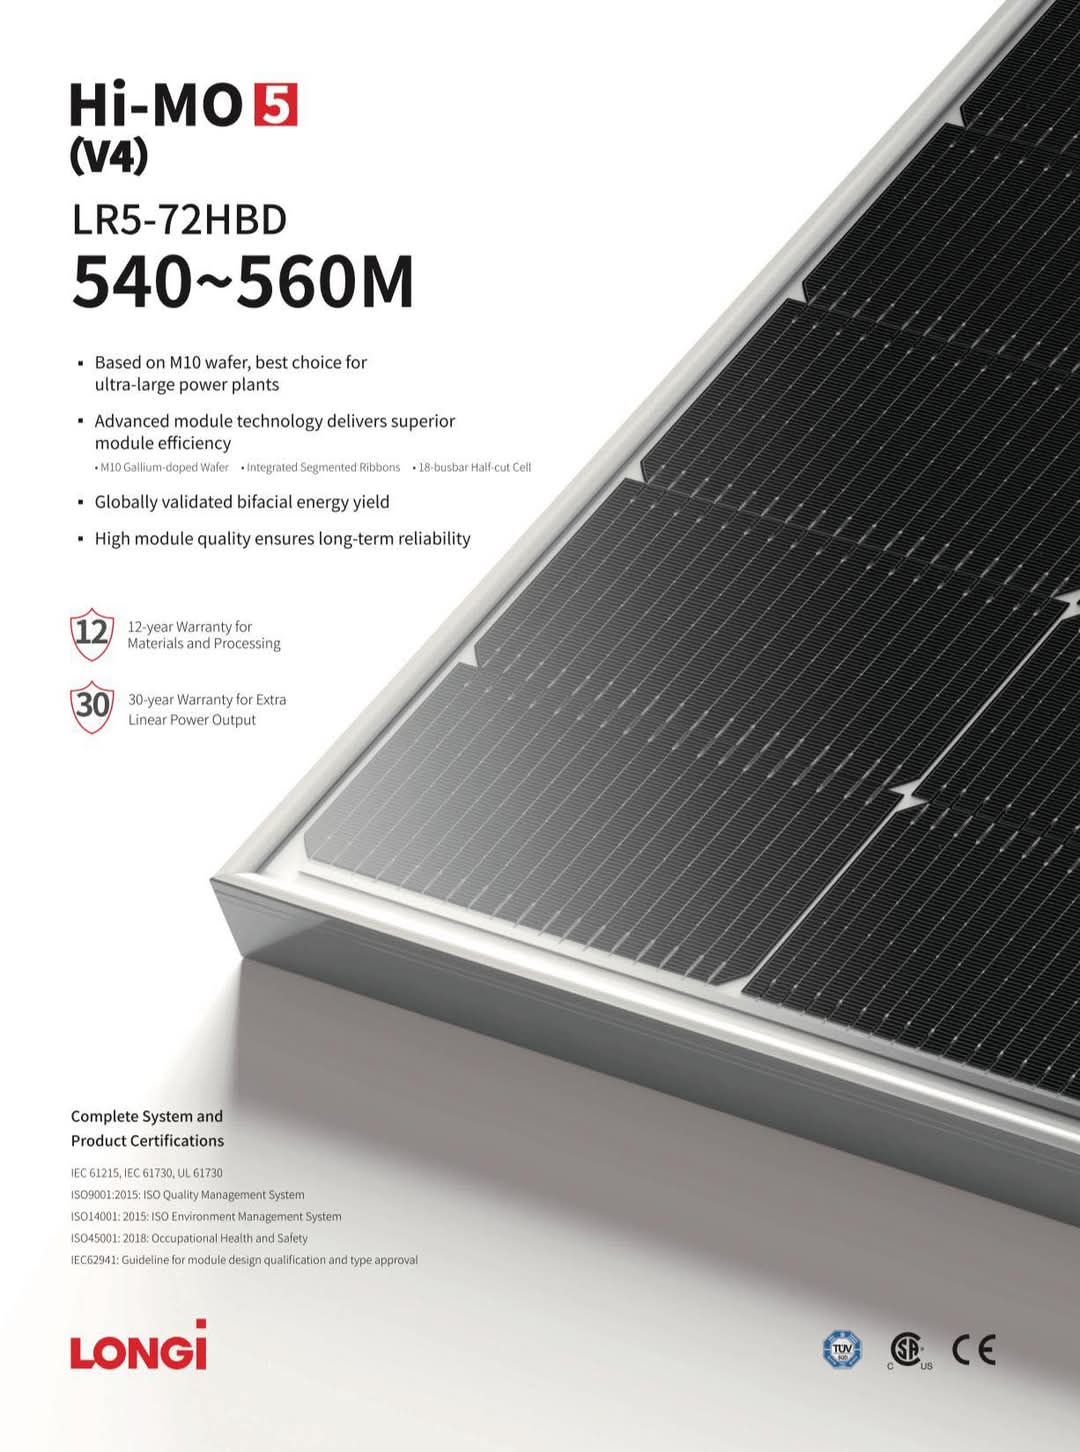 Hi-MO 5
(V4)
LR5-72HBD
540~560M
▪ Based on M10 wafer, best choice for
ultra-large power plants
▪ Advanced module technology delivers superior
module efficiency
• M10 Gallium-doped Wafer • Integrated Segmented Ribbons • 18-busbar Half-cut Cell
▪ Globally validated bifacial energy yield
▪ High module quality ensures long-term reliability
12
12-year Warranty for
Materials and Processing
30
30-year Warranty for Extra
Linear Power Output
Complete System and
Product Certifications
IEC 61215, IEC 61730, UL 61730
ISO9001:2015: ISO Quality Management System
ISO14001: 2015: ISO Environment Management System
ISO45001: 2018: Occupational Health and Safety
IEC62941: Guideline for module design qualification and type approval
LONGi
TÜV
SÜD
C SA US
CE